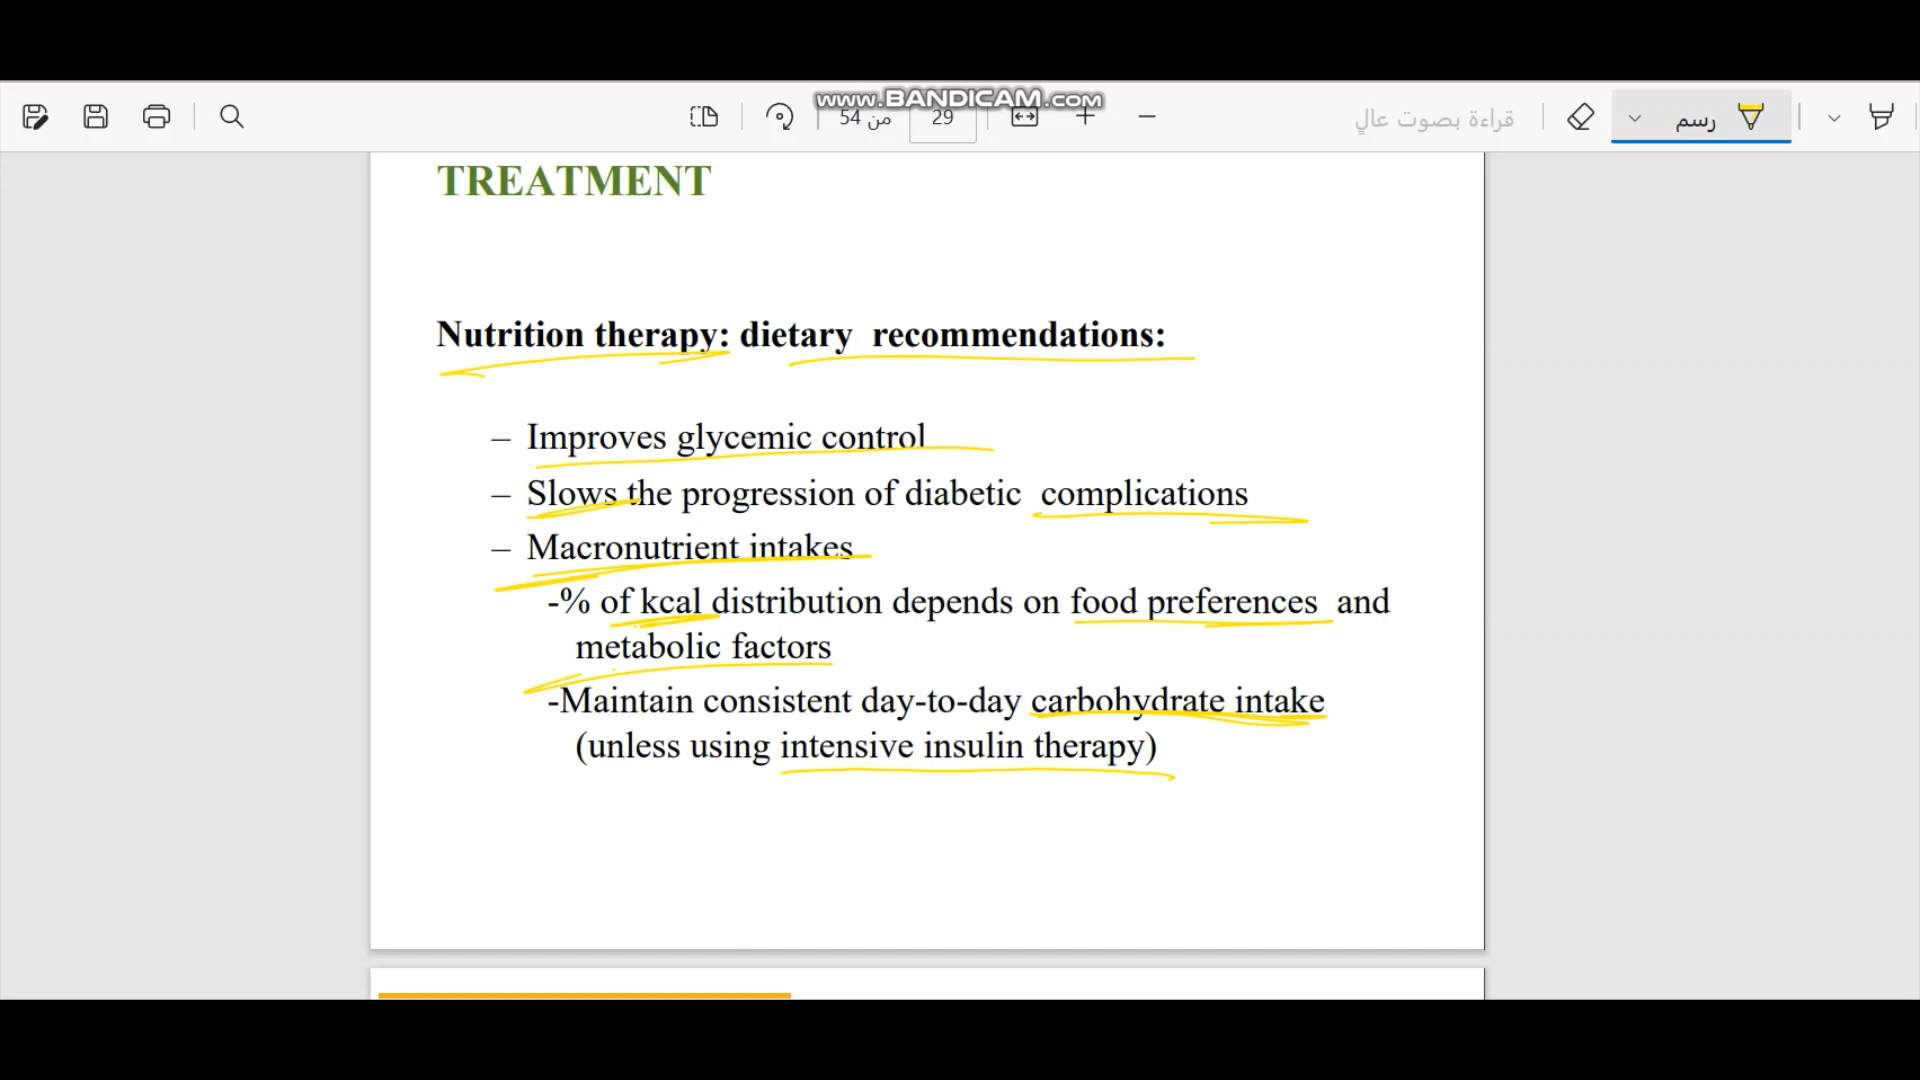 www.BANDICAM.com
54 من
29
قراءة بصوت عالٍ
رسم
TREATMENT
Nutrition therapy: dietary recommendations:
– Improves glycemic control
– Slows the progression of diabetic complications
– Macronutrient intakes
-% of kcal distribution depends on food preferences and
metabolic factors
-Maintain consistent day-to-day carbohydrate intake
(unless using intensive insulin therapy)